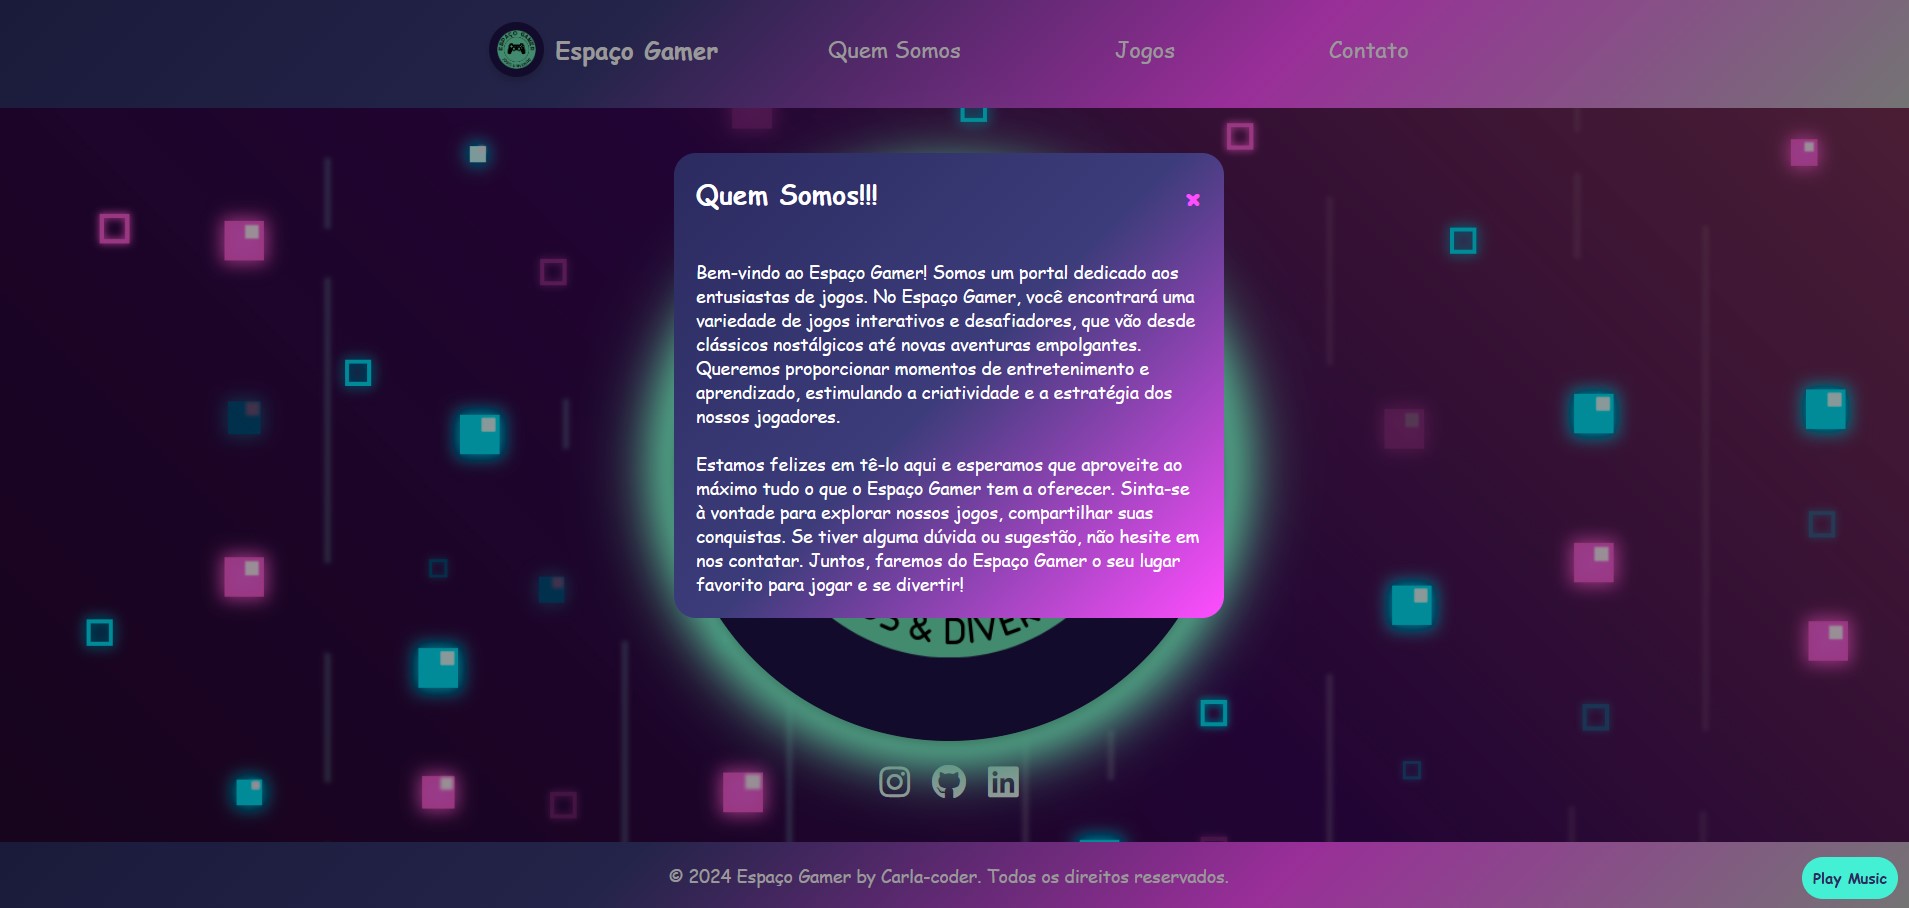 ESPAÇO GAMER
Espaço Gamer
Quem Somos
Jogos
Contato
Quem Somos!!!
Bem-vindo ao Espaço Gamer! Somos um portal dedicado aos
entusiastas de jogos. No Espaço Gamer, você encontrará uma
variedade de jogos interativos e desafiadores, que vão desde
clássicos nostálgicos até novas aventuras empolgantes.
Queremos proporcionar momentos de entretenimento e
aprendizado, estimulando a criatividade e a estratégia dos
nossos jogadores.
Estamos felizes em tê-lo aqui e esperamos que aproveite ao
máximo tudo o que o Espaço Gamer tem a oferecer. Sinta-se
à vontade para explorar nossos jogos, compartilhar suas
conquistas. Se tiver alguma dúvida ou sugestão, não hesite em
nos contatar. Juntos, faremos do Espaço Gamer o seu lugar
favorito para jogar e se divertir!
& DIVER
in
© 2024 Espaço Gamer by Carla-coder. Todos os direitos reservados.
Play Music